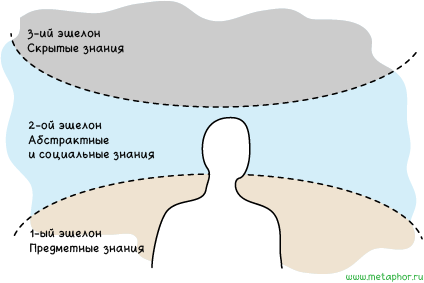 3-ий эшелон
Скрытые знания
2-ой эшелон
Абстрактные
и социальные знания
1-ый эшелон
Предметные знания
www.metaphor.ru